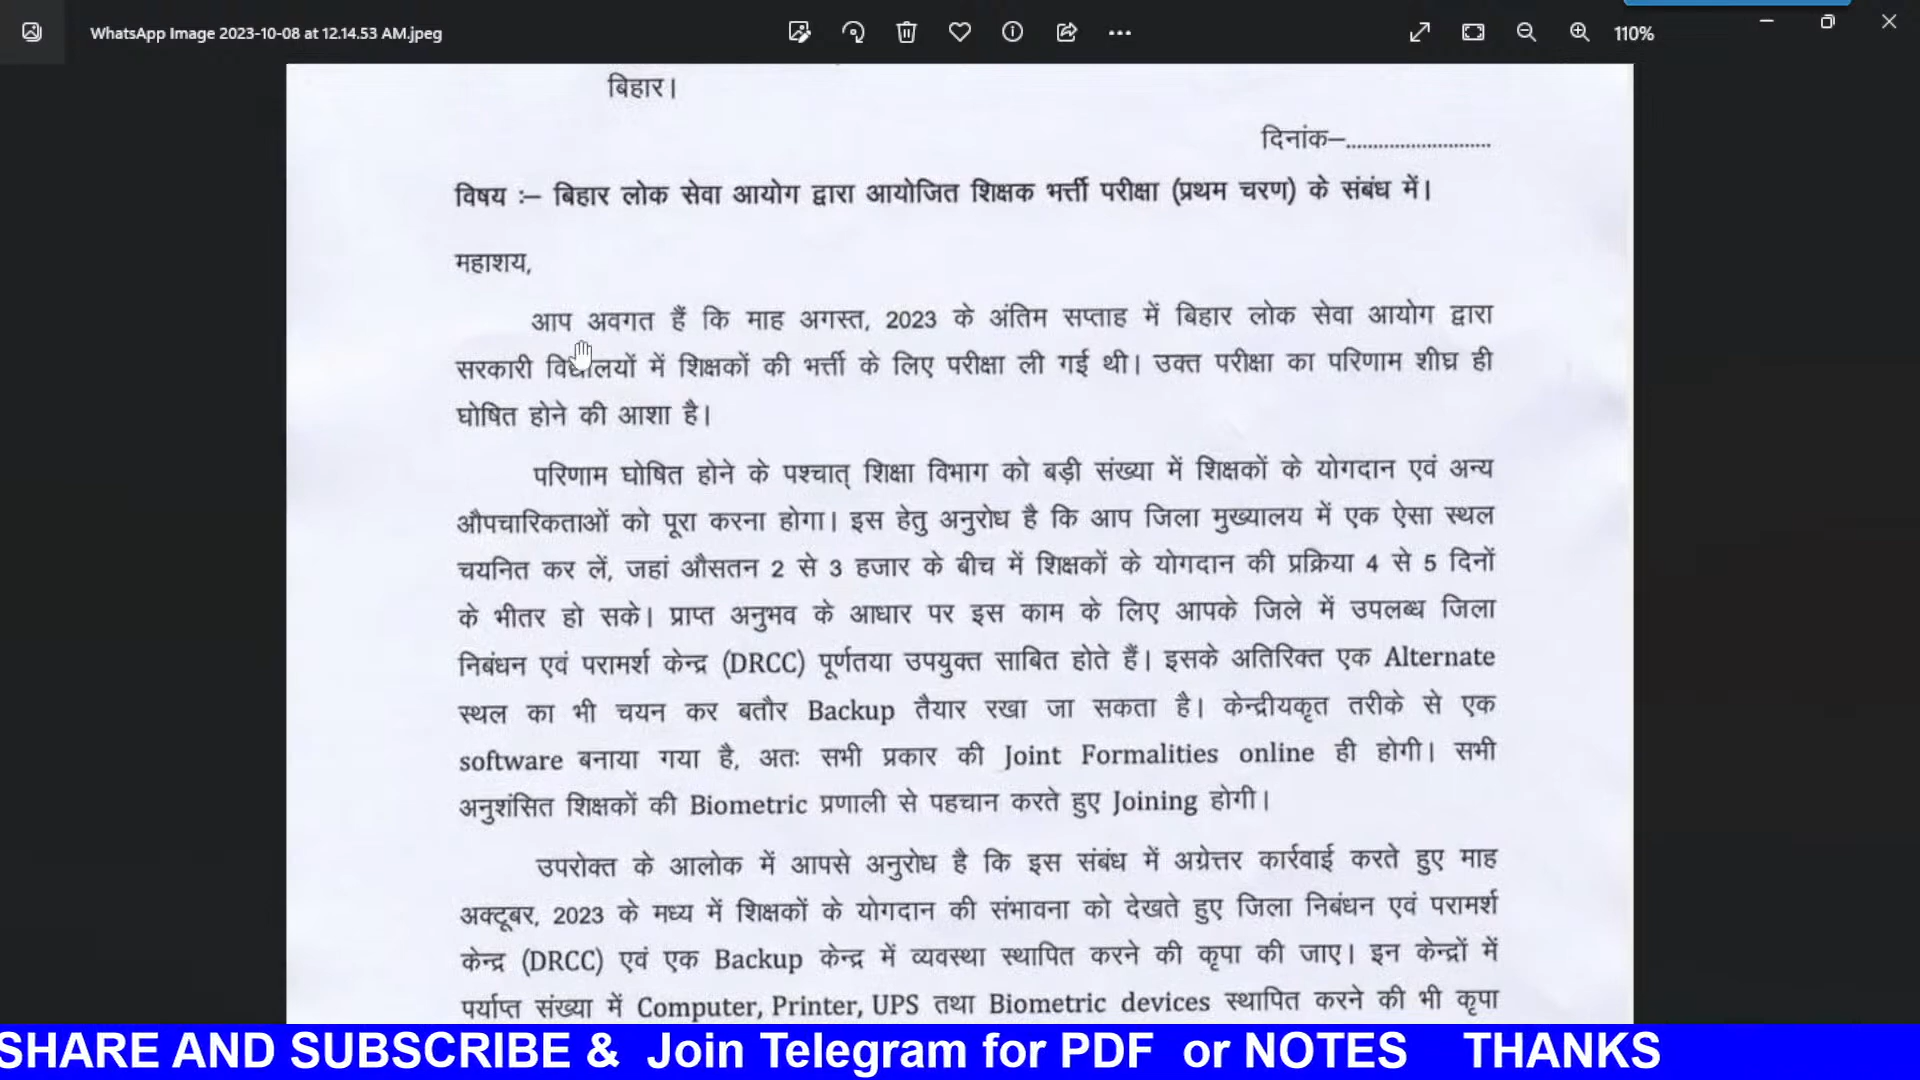 WhatsApp Image 2023-10-08 at 12.14.53 AM.jpeg
110%
बिहार।
दिनांक–..........................
विषय :– बिहार लोक सेवा आयोग द्वारा आयोजित शिक्षक भर्त्ती परीक्षा (प्रथम चरण) के संबंध में।
महाशय,
आप अवगत हैं कि माह अगस्त, 2023 के अंतिम सप्ताह में बिहार लोक सेवा आयोग द्वारा
सरकारी विद्यालयों में शिक्षकों की भर्त्ती के लिए परीक्षा ली गई थी। उक्त परीक्षा का परिणाम शीघ्र ही
घोषित होने की आशा है।
परिणाम घोषित होने के पश्चात् शिक्षा विभाग को बड़ी संख्या में शिक्षकों के योगदान एवं अन्य
औपचारिकताओं को पूरा करना होगा। इस हेतु अनुरोध है कि आप जिला मुख्यालय में एक ऐसा स्थल
चयनित कर लें, जहां औसतन 2 से 3 हजार के बीच में शिक्षकों के योगदान की प्रक्रिया 4 से 5 दिनों
के भीतर हो सके। प्राप्त अनुभव के आधार पर इस काम के लिए आपके जिले में उपलब्ध जिला
निबंधन एवं परामर्श केन्द्र (DRCC) पूर्णतया उपयुक्त साबित होते हैं। इसके अतिरिक्त एक Alternate
स्थल का भी चयन कर बतौर Backup तैयार रखा जा सकता है। केन्द्रीयकृत तरीके से एक
software बनाया गया है, अतः सभी प्रकार की Joint Formalities online ही होगी। सभी
अनुशंसित शिक्षकों की Biometric प्रणाली से पहचान करते हुए Joining होगी।
उपरोक्त के आलोक में आपसे अनुरोध है कि इस संबंध में अग्रेत्तर कार्रवाई करते हुए माह
अक्टूबर, 2023 के मध्य में शिक्षकों के योगदान की संभावना को देखते हुए जिला निबंधन एवं परामर्श
केन्द्र (DRCC) एवं एक Backup केन्द्र में व्यवस्था स्थापित करने की कृपा की जाए। इन केन्द्रों में
पर्याप्त संख्या में Computer, Printer, UPS तथा Biometric devices स्थापित करने की भी कृपा
SHARE AND SUBSCRIBE & Join Telegram for PDF or NOTES THANKS